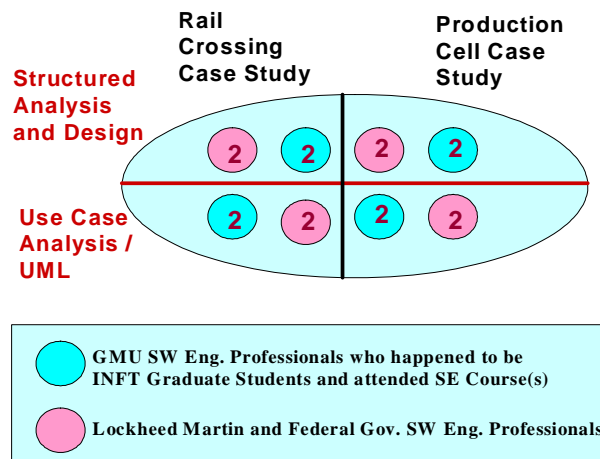 Rail
Crossing
Case Study
Production
Cell Case
Study
Structured
Analysis
and Design
2 2 2 2
Use Case
Analysis /
UML
2 2 2 2
GMU SW Eng. Professionals who happened to be
INFT Graduate Students and attended SE Course(s)
Lockheed Martin and Federal Gov. SW Eng. Professionals